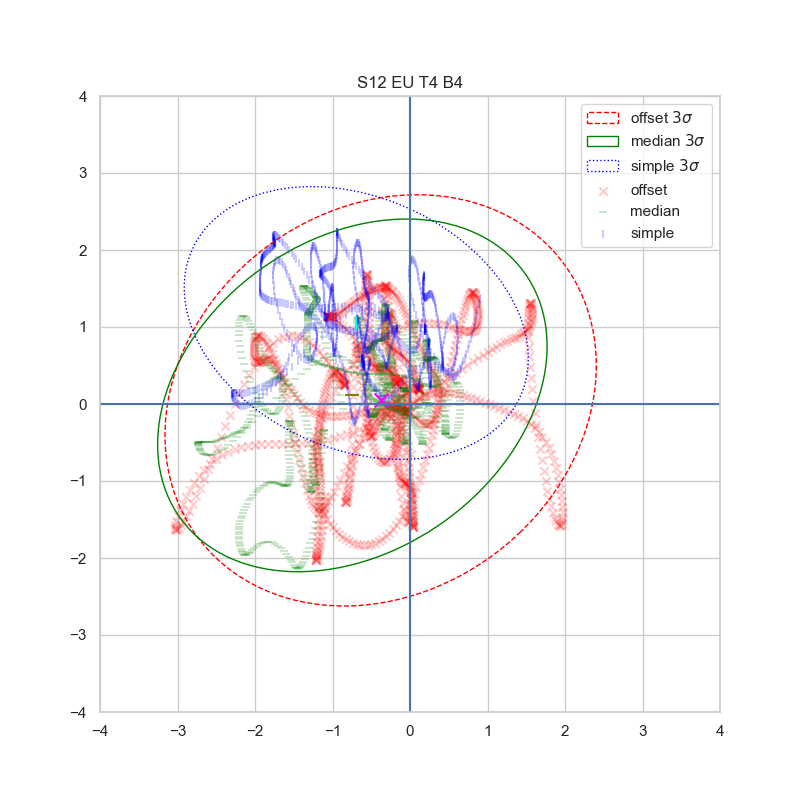 S12 EU T4 B4
4
3
2
1
0
−1
−2
−3
−4
−4 −3 −2 −1 0 1 2 3 4
offset 3σ
median 3σ
simple 3σ
offset
median
simple